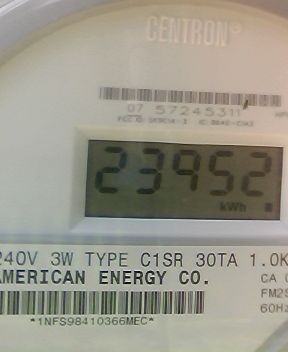 CENTRON®
07 57245311
23952
kWh
240V 3W TYPE C1SR 30TA 1.0K
AMERICAN ENERGY CO.
CA
FM2S
60Hz
*1NFS98410366MEC*